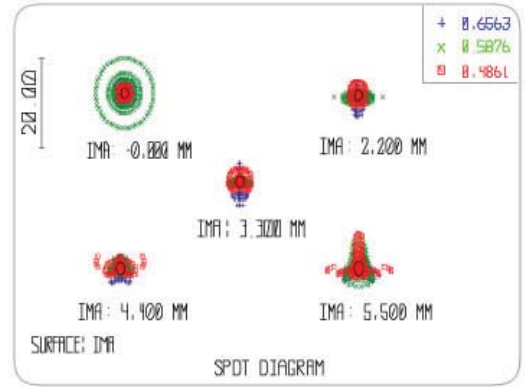 + 0.6563
× 0.5876
0.4861
20.00
IMA: -0.000 MM
IMA: 2.200 MM
IMA: 3.300 MM
IMA: 4.400 MM
IMA: 5.500 MM
SURFACE: IMA
SPOT DIAGRAM